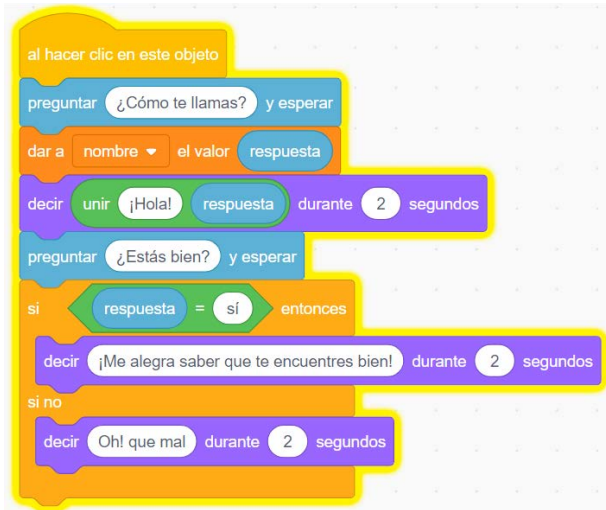 al hacer clic en este objeto
preguntar ¿Cómo te llamas? y esperar
dar a nombre el valor respuesta
decir unir ¡Hola! respuesta durante 2 segundos
preguntar ¿Estás bien? y esperar
si respuesta = sí entonces
decir ¡Me alegra saber que te encuentres bien! durante 2 segundos
si no
decir Oh! que mal durante 2 segundos